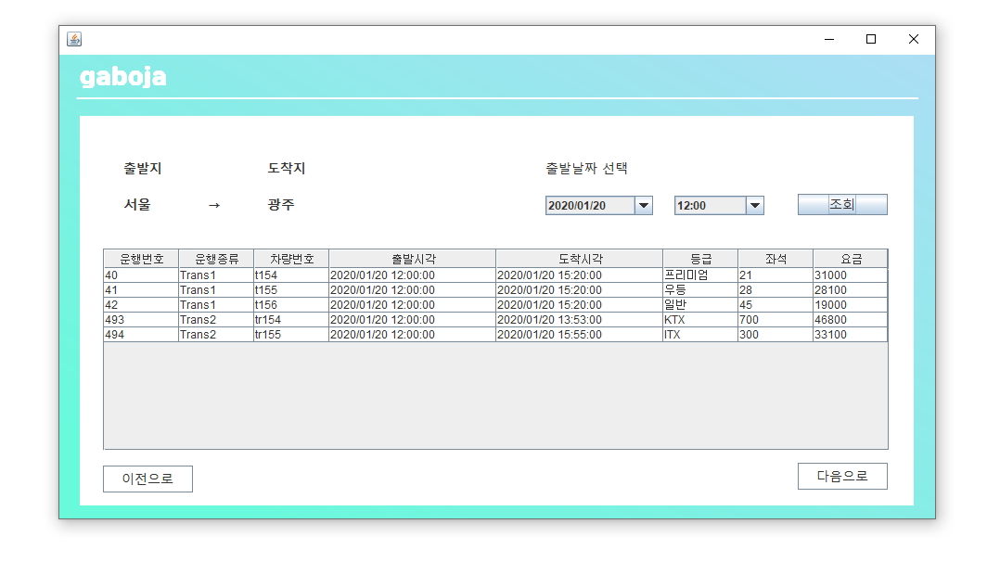 gaboja
출발지 도착지 출발날짜 선택
서울 → 광주 2020/01/20 12:00 조회
운행번호 운행종류 차량번호 출발시각 도착시각 등급 좌석 요금
40 Trans1 t154 2020/01/20 12:00:00 2020/01/20 15:20:00 프리미엄 21 31000
41 Trans1 t155 2020/01/20 12:00:00 2020/01/20 15:20:00 우등 28 28100
42 Trans1 t156 2020/01/20 12:00:00 2020/01/20 15:20:00 일반 45 19000
493 Trans2 tr154 2020/01/20 12:00:00 2020/01/20 13:53:00 KTX 700 46800
494 Trans2 tr155 2020/01/20 12:00:00 2020/01/20 15:55:00 ITX 300 33100
이전으로 다음으로